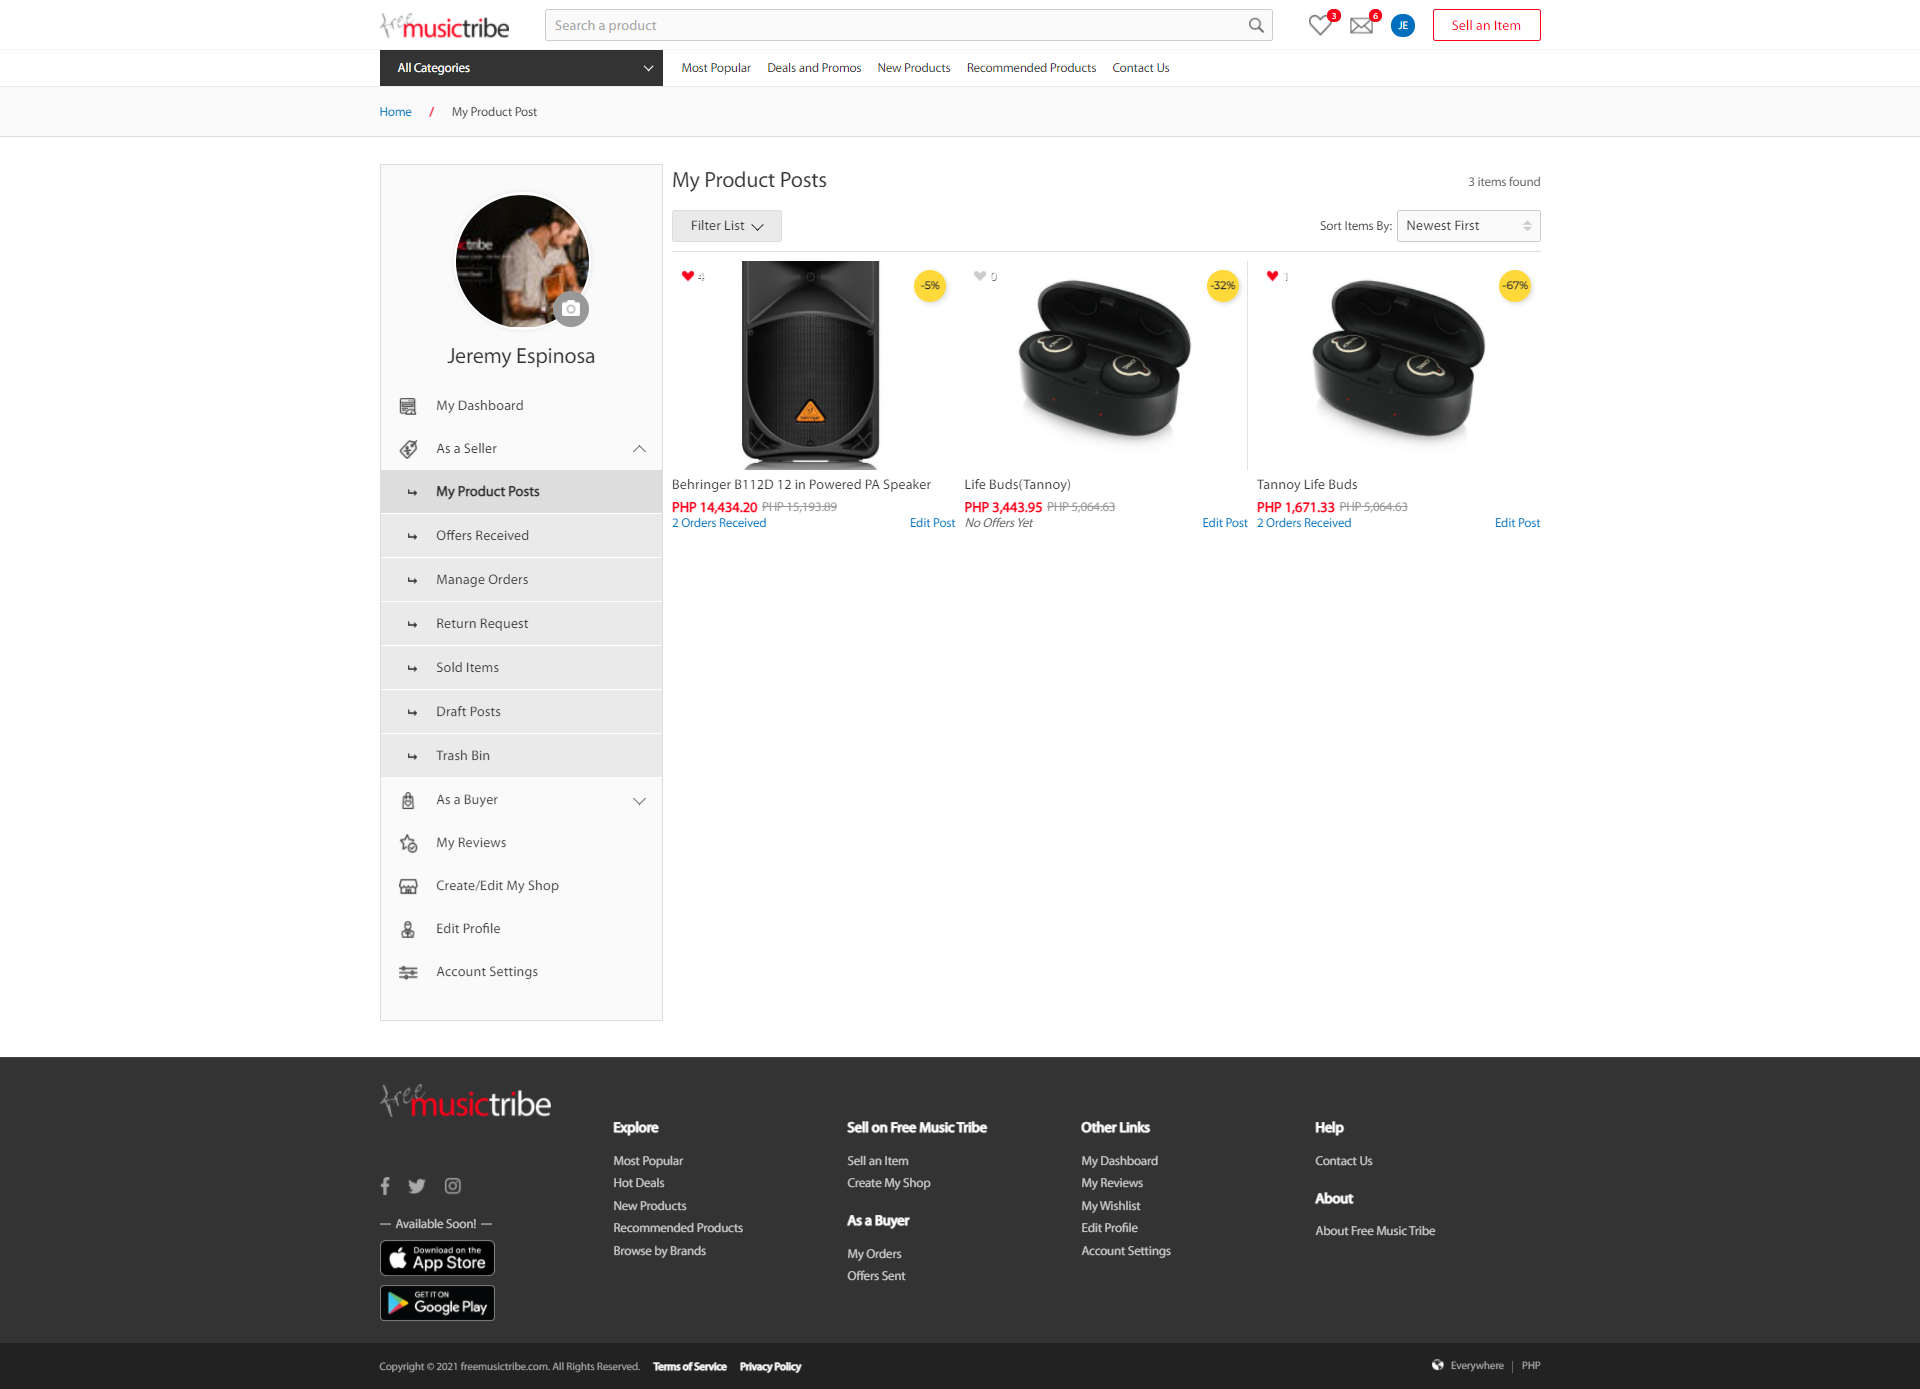 free musictribe
Search a product
3
6
JE
Sell an Item
All Categories
Most Popular
Deals and Promos
New Products
Recommended Products
Contact Us
Home / My Product Post
Jeremy Espinosa
My Dashboard
As a Seller
My Product Posts
Offers Received
Manage Orders
Return Request
Sold Items
Draft Posts
Trash Bin
As a Buyer
My Reviews
Create/Edit My Shop
Edit Profile
Account Settings
My Product Posts
3 items found
Filter List
Sort Items By: Newest First
4
-5%
behringer
Behringer B112D 12 in Powered PA Speaker
PHP 14,434.20 PHP 15,193.89
2 Orders Received
Edit Post
0
-32%
TANNOY
Life Buds(Tannoy)
PHP 3,443.95 PHP 5,064.63
No Offers Yet
Edit Post
1
-67%
TANNOY
Tannoy Life Buds
PHP 1,671.33 PHP 5,064.63
2 Orders Received
Edit Post
free musictribe
— Available Soon! —
Download on the
App Store
GET IT ON
Google Play
Explore
Most Popular
Hot Deals
New Products
Recommended Products
Browse by Brands
Sell on Free Music Tribe
Sell an Item
Create My Shop
As a Buyer
My Orders
Offers Sent
Other Links
My Dashboard
My Reviews
My Wishlist
Edit Profile
Account Settings
Help
Contact Us
About
About Free Music Tribe
Copyright © 2021 freemusictribe.com. All Rights Reserved. Terms of Service Privacy Policy
Everywhere | PHP